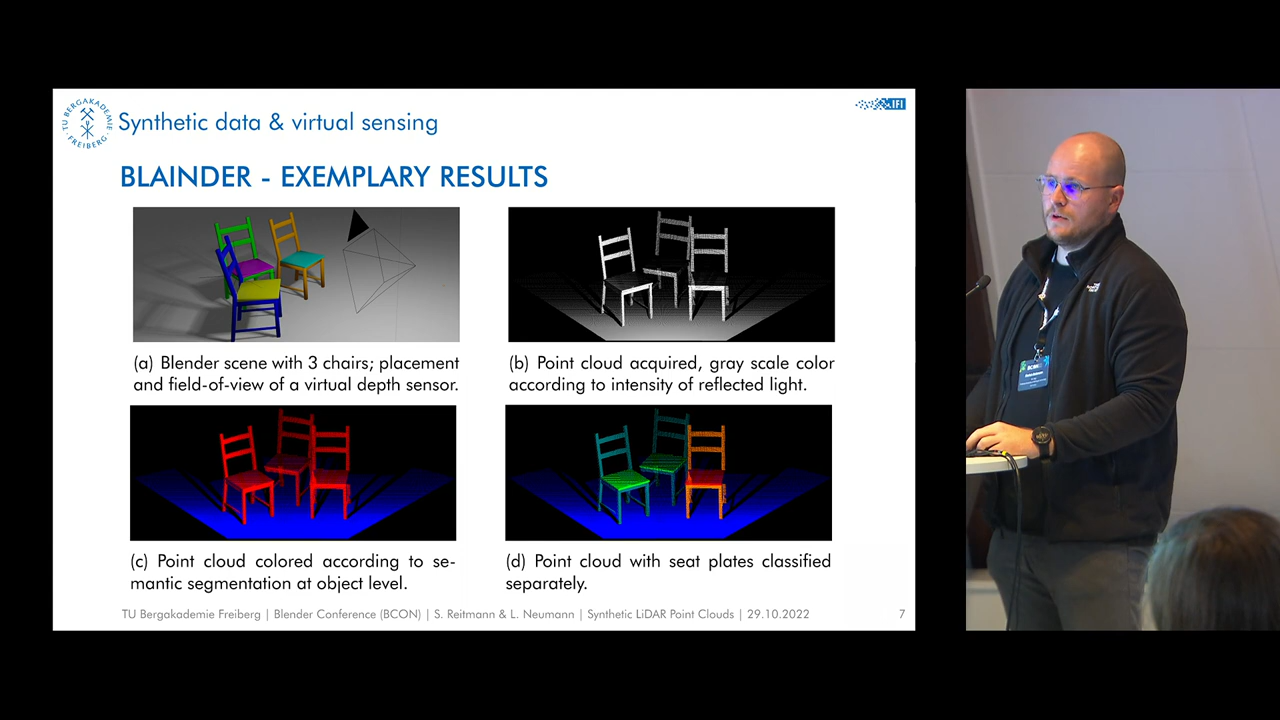 TU BERGAKADEMIE FREIBERG
IFI
Synthetic data & virtual sensing
BLAINDER - EXEMPLARY RESULTS
(a) Blender scene with 3 chairs; placement
and field-of-view of a virtual depth sensor.
(b) Point cloud acquired, gray scale color
according to intensity of reflected light.
(c) Point cloud colored according to se-
mantic segmentation at object level.
(d) Point cloud with seat plates classified
separately.
TU Bergakademie Freiberg | Blender Conference (BCON) | S. Reitmann & L. Neumann | Synthetic LiDAR Point Clouds | 29.10.2022
7